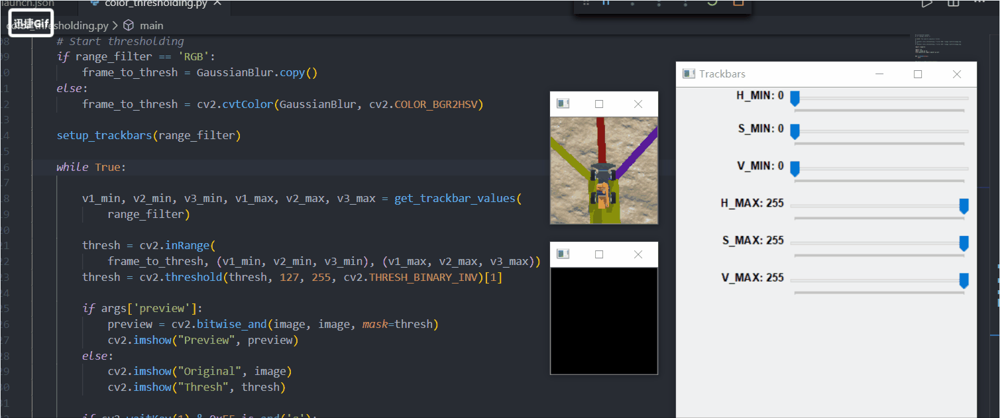 launch.json
color_thresholding.py
迅捷Gif
sholding.py > main
# Start thresholding
if range_filter == 'RGB':
frame_to_thresh = GaussianBlur.copy()
else:
frame_to_thresh = cv2.cvtColor(GaussianBlur, cv2.COLOR_BGR2HSV)
setup_trackbars(range_filter)
while True:
v1_min, v2_min, v3_min, v1_max, v2_max, v3_max = get_trackbar_values(
range_filter)
thresh = cv2.inRange(
frame_to_thresh, (v1_min, v2_min, v3_min), (v1_max, v2_max, v3_max))
thresh = cv2.threshold(thresh, 127, 255, cv2.THRESH_BINARY_INV)[1]
if args['preview']:
preview = cv2.bitwise_and(image, image, mask=thresh)
cv2.imshow("Preview", preview)
else:
cv2.imshow("Original", image)
cv2.imshow("Thresh", thresh)
if cv2.waitKey(1) & 0xFF is ord('q'):
Trackbars
H_MIN: 0
S_MIN: 0
V_MIN: 0
H_MAX: 255
S_MAX: 255
V_MAX: 255